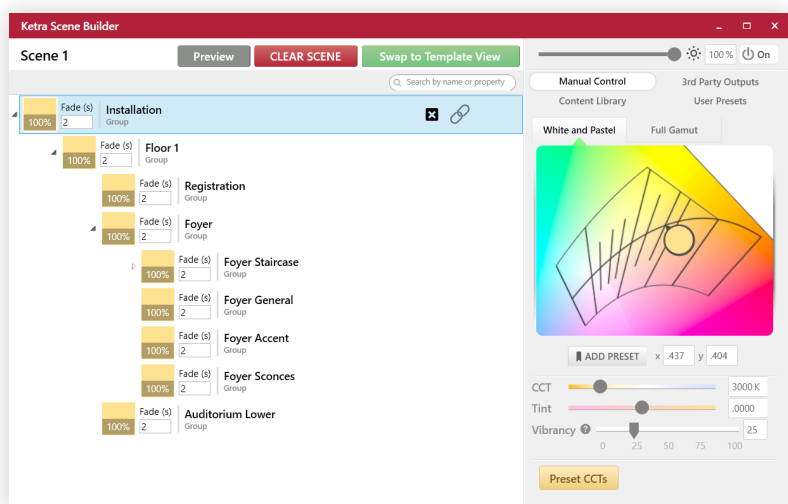 Ketra Scene Builder
Scene 1
Preview
CLEAR SCENE
Swap to Template View
100 %
On
Search by name or property
Manual Control
3rd Party Outputs
Content Library
User Presets
White and Pastel
Full Gamut
100%
Fade (s)
2
Installation
Group
100%
Fade (s)
2
Floor 1
Group
100%
Fade (s)
2
Registration
Group
100%
Fade (s)
2
Foyer
Group
100%
Fade (s)
2
Foyer Staircase
Group
100%
Fade (s)
2
Foyer General
Group
100%
Fade (s)
2
Foyer Accent
Group
100%
Fade (s)
2
Foyer Sconces
Group
100%
Fade (s)
2
Auditorium Lower
Group
ADD PRESET
x .437
y .404
CCT
3000 K
Tint
.0000
Vibrancy ?
25
0 25 50 75 100
Preset CCTs